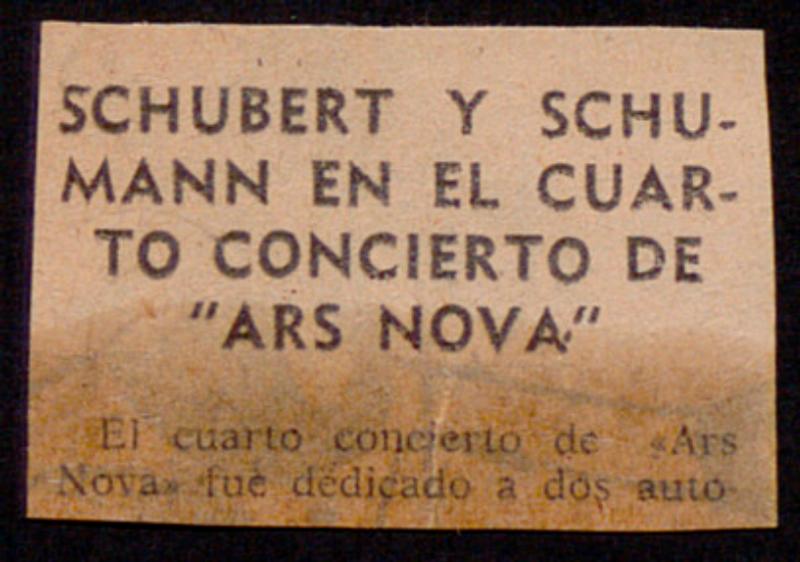 SCHUBERT Y SCHU-
MANN EN EL CUAR-
TO CONCIERTO DE
"ARS NOVA"
El cuarto concierto de «Ars
Nova» fué dedicado a dos auto-